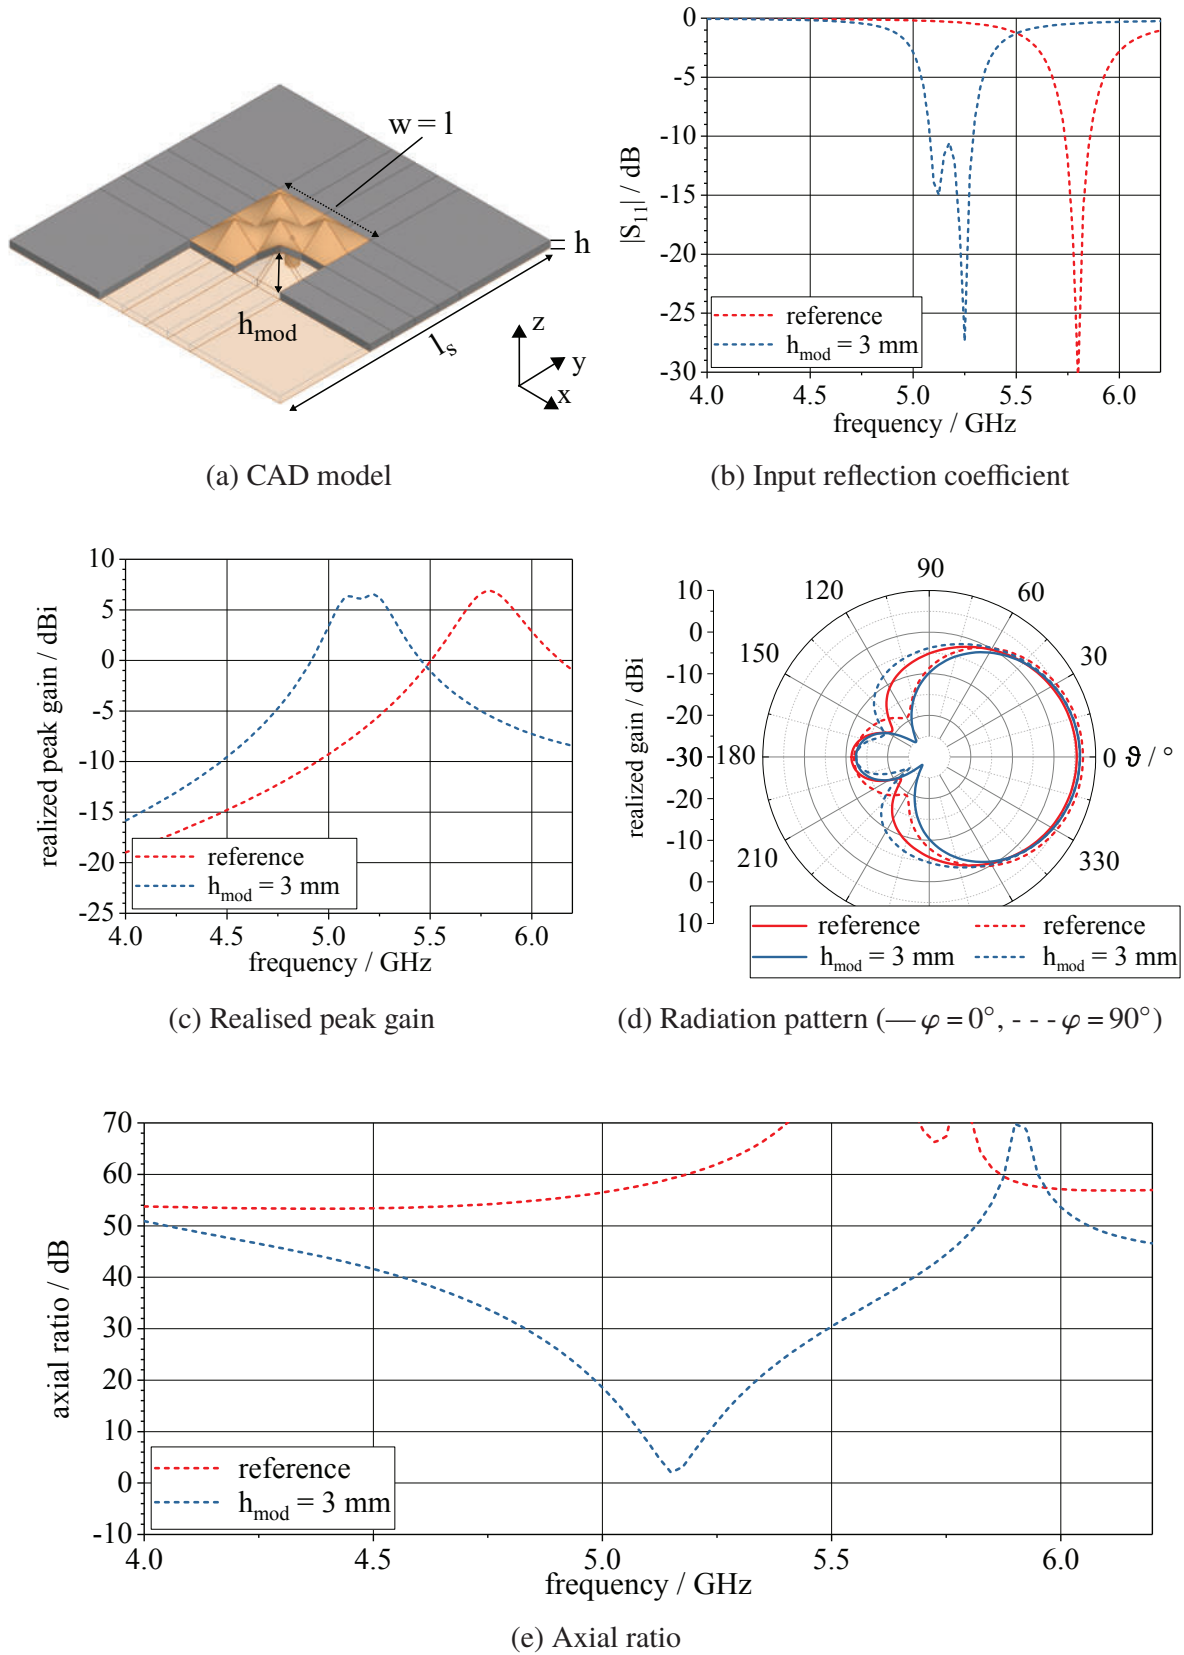 w = l
h
h_mod
l_s
z
y
x
(a) CAD model
0
-5
-10
-15
-20
-25
-30
|S_11| / dB
reference
h_mod = 3 mm
4.0 4.5 5.0 5.5 6.0
frequency / GHz
(b) Input reflection coefficient
10
5
0
-5
-10
-15
-20
-25
realized peak gain / dBi
reference
h_mod = 3 mm
4.0 4.5 5.0 5.5 6.0
frequency / GHz
(c) Realised peak gain
10
0
-10
-20
-30
-20
-10
0
10
realized gain / dBi
90
120 60
150 30
180 0 ϑ / °
210 330
reference reference
h_mod = 3 mm h_mod = 3 mm
(d) Radiation pattern (— φ = 0°, - - - φ = 90°)
70
60
50
40
30
20
10
0
-10
axial ratio / dB
reference
h_mod = 3 mm
4.0 4.5 5.0 5.5 6.0
frequency / GHz
(e) Axial ratio